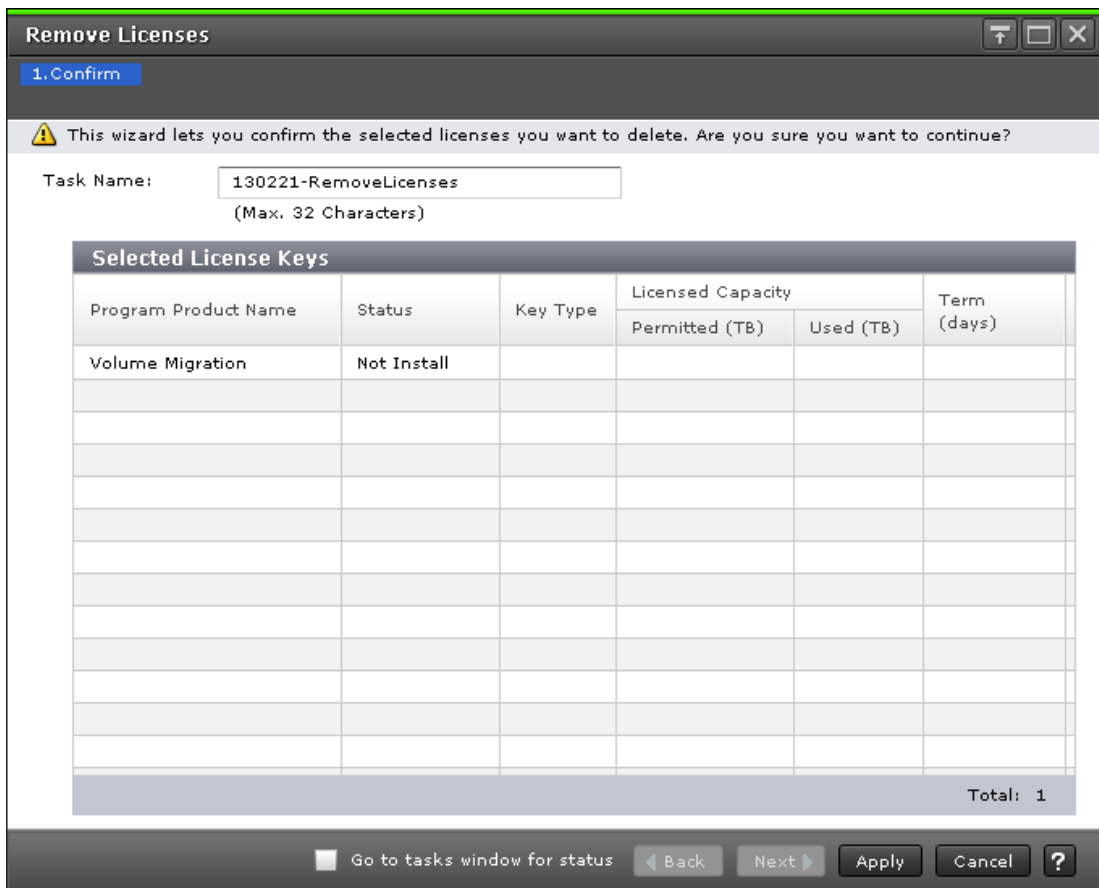 Remove Licenses
1.Confirm
This wizard lets you confirm the selected licenses you want to delete. Are you sure you want to continue?
Task Name: 130221-RemoveLicenses
(Max. 32 Characters)
Selected License Keys
Program Product Name Status Key Type Licensed Capacity Term (days)
Permitted (TB) Used (TB)
Volume Migration Not Install
Total: 1
Go to tasks window for status Back Next Apply Cancel ?